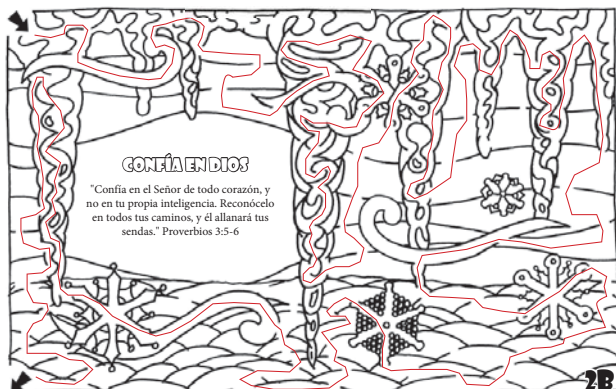 CONFÍA EN DIOS
"Confía en el Señor de todo corazón, y
no en tu propia inteligencia. Reconócelo
en todos tus caminos, y él allanará tus
sendas." Proverbios 3:5-6
2B